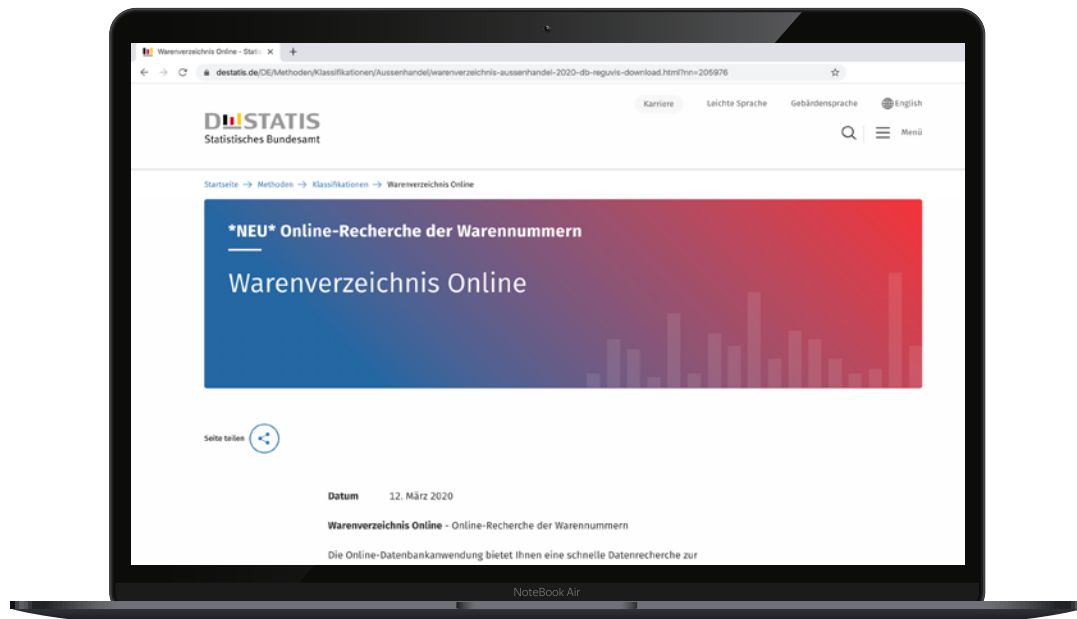 Warenverzeichnis Online - Stati
destatis.de/DE/Methoden/Klassifikationen/Aussenhandel/warenverzeichnis-aussenhandel-2020-db-reguvis-download.html?nn=205976
Karriere Leichte Sprache Gebärdensprache English
DESTATIS
Statistisches Bundesamt
Menü
Startseite → Methoden → Klassifikationen → Warenverzeichnis Online
*NEU* Online-Recherche der Warennummern
Warenverzeichnis Online
Seite teilen
Datum 12. März 2020
Warenverzeichnis Online - Online-Recherche der Warennummern
Die Online-Datenbankanwendung bietet Ihnen eine schnelle Datenrecherche zur
NoteBook Air